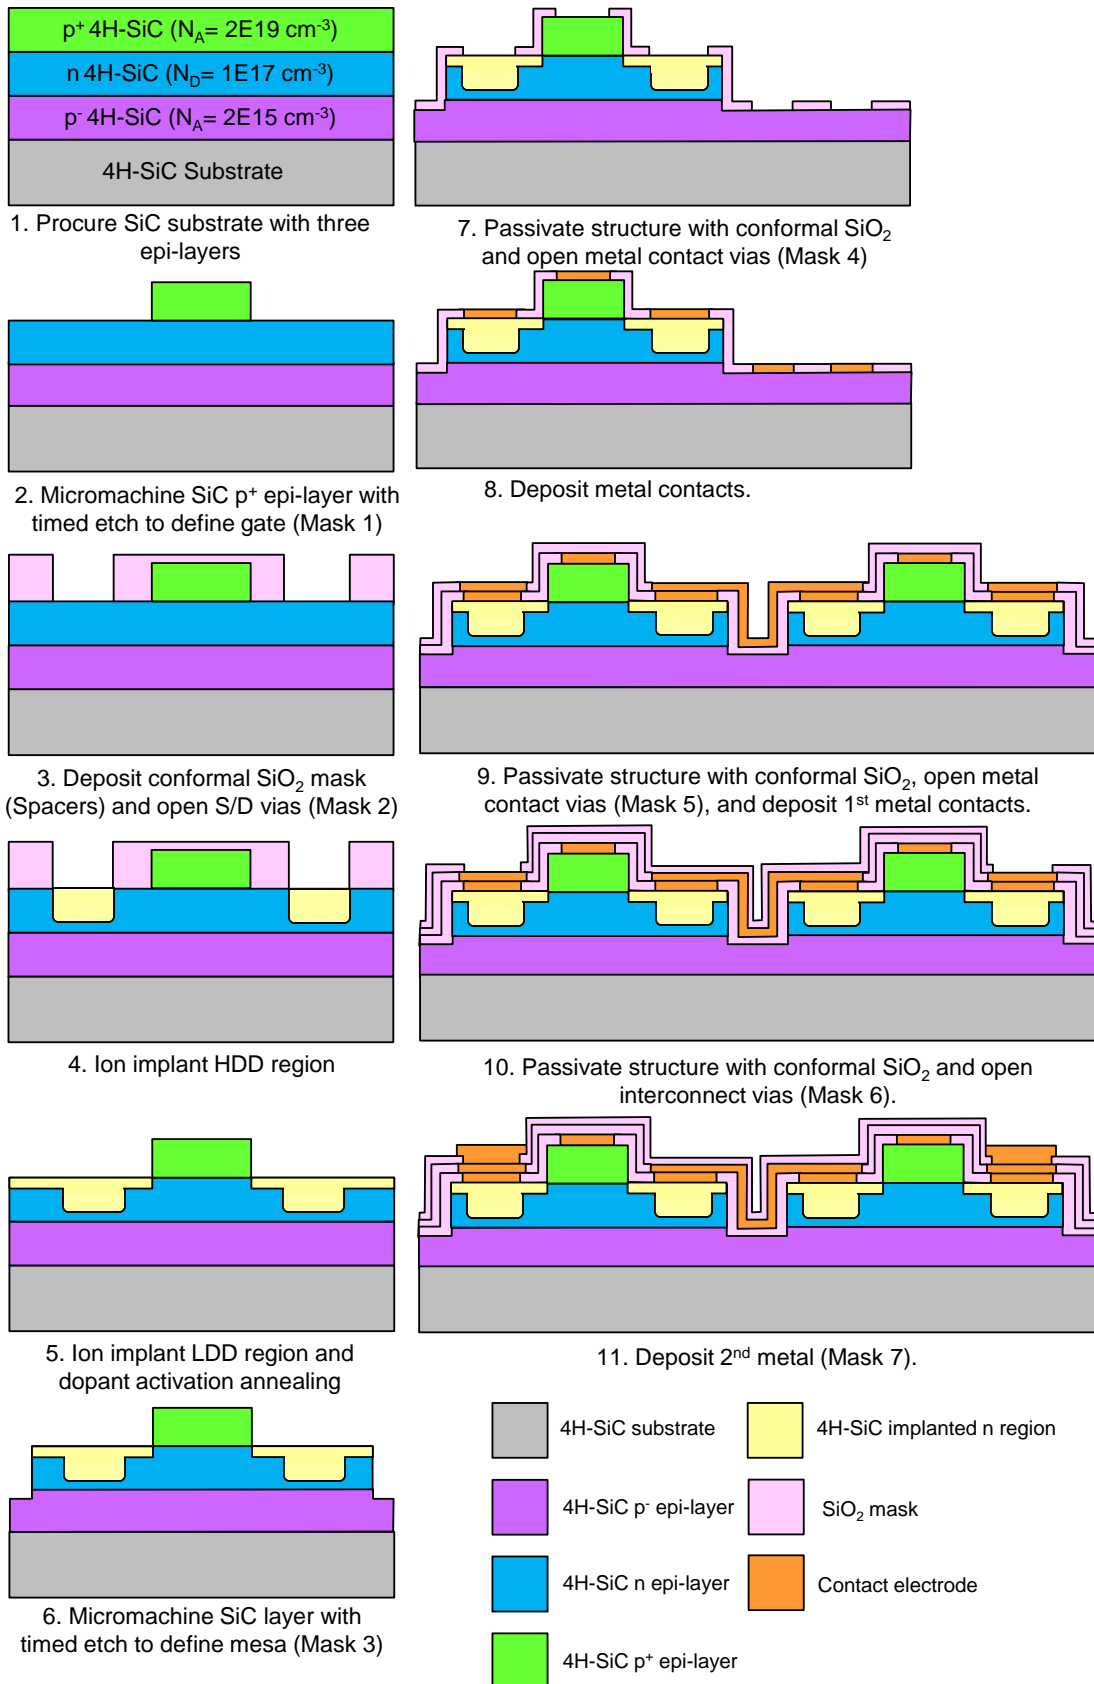 p⁺ 4H-SiC (N_A= 2E19 cm⁻³)
n 4H-SiC (N_D= 1E17 cm⁻³)
p⁻ 4H-SiC (N_A= 2E15 cm⁻³)
4H-SiC Substrate
1. Procure SiC substrate with three
epi-layers
2. Micromachine SiC p⁺ epi-layer with
timed etch to define gate (Mask 1)
3. Deposit conformal SiO₂ mask
(Spacers) and open S/D vias (Mask 2)
4. Ion implant HDD region
5. Ion implant LDD region and
dopant activation annealing
6. Micromachine SiC layer with
timed etch to define mesa (Mask 3)
7. Passivate structure with conformal SiO₂
and open metal contact vias (Mask 4)
8. Deposit metal contacts.
9. Passivate structure with conformal SiO₂, open metal
contact vias (Mask 5), and deposit 1ˢᵗ metal contacts.
10. Passivate structure with conformal SiO₂ and open
interconnect vias (Mask 6).
11. Deposit 2ⁿᵈ metal (Mask 7).
4H-SiC substrate
4H-SiC p⁻ epi-layer
4H-SiC n epi-layer
4H-SiC p⁺ epi-layer
4H-SiC implanted n region
SiO₂ mask
Contact electrode